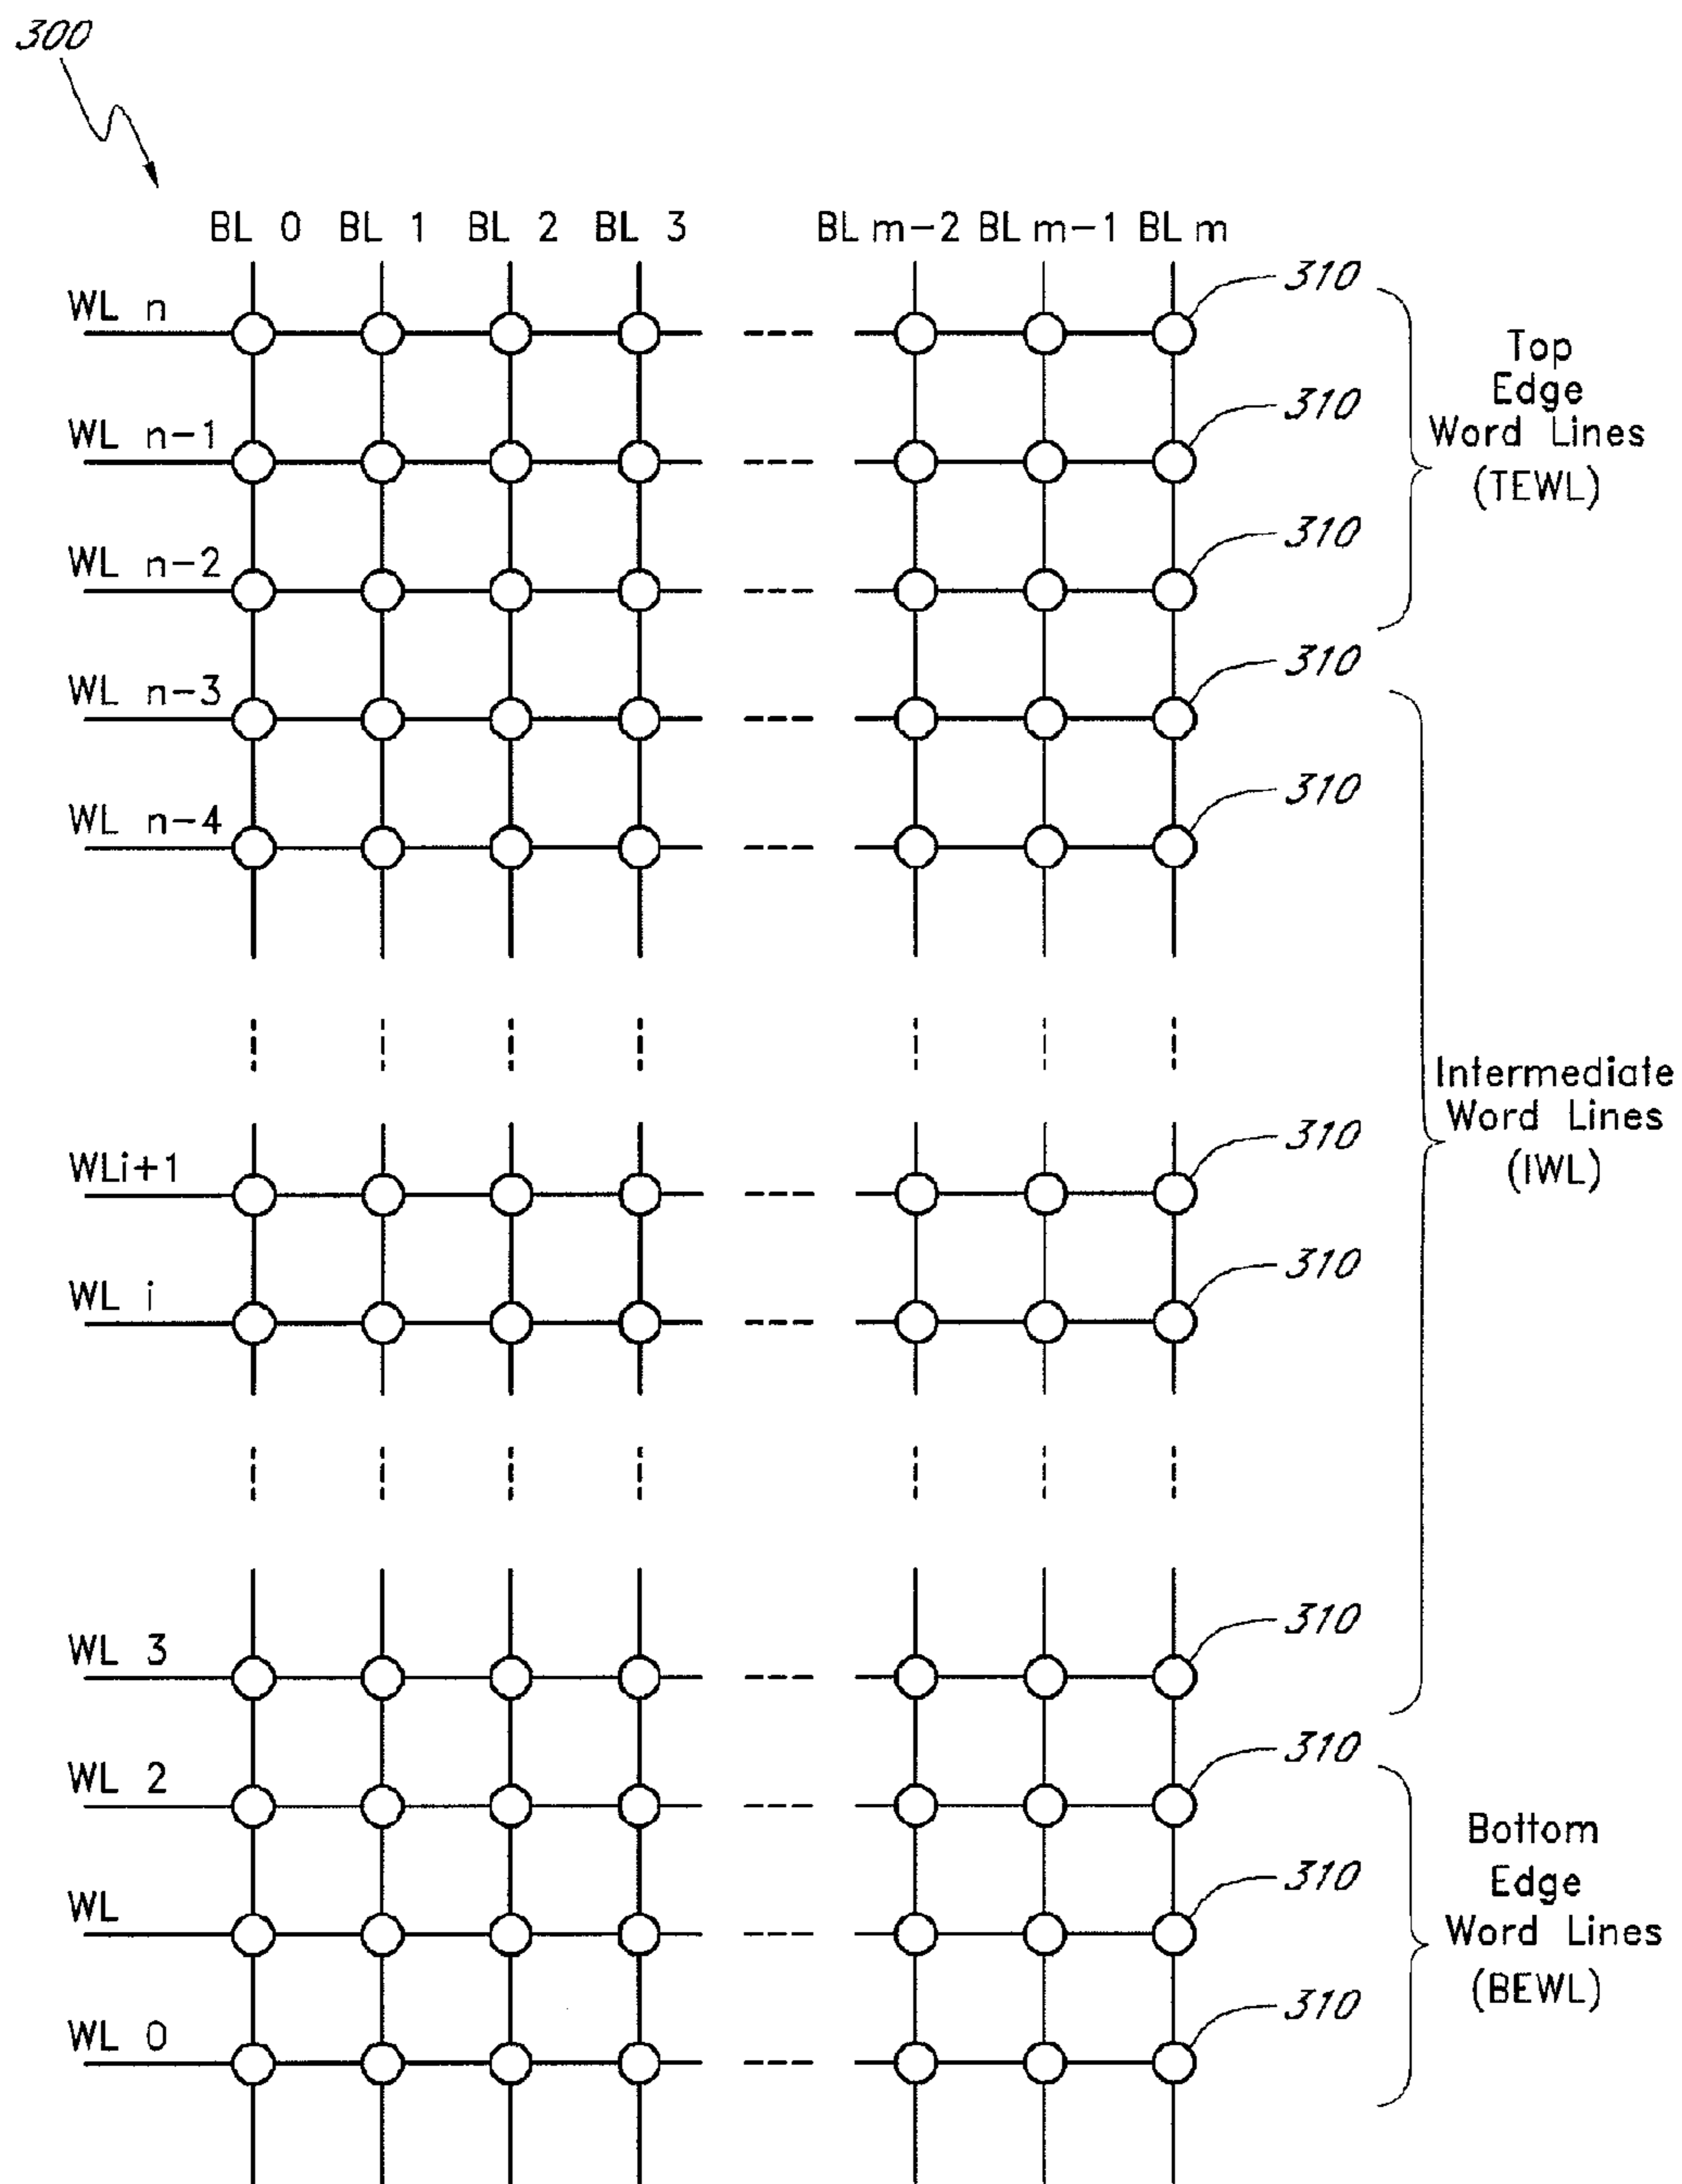 300
BL 0 BL 1 BL 2 BL 3 BL m-2 BL m-1 BL m
WL n
310
WL n-1
310
WL n-2
310
Top
Edge
Word Lines
(TEWL)
WL n-3
310
WL n-4
310
WLi+1
310
WL i
310
WL 3
310
Intermediate
Word Lines
(IWL)
WL 2
310
WL
310
WL 0
310
Bottom
Edge
Word Lines
(BEWL)